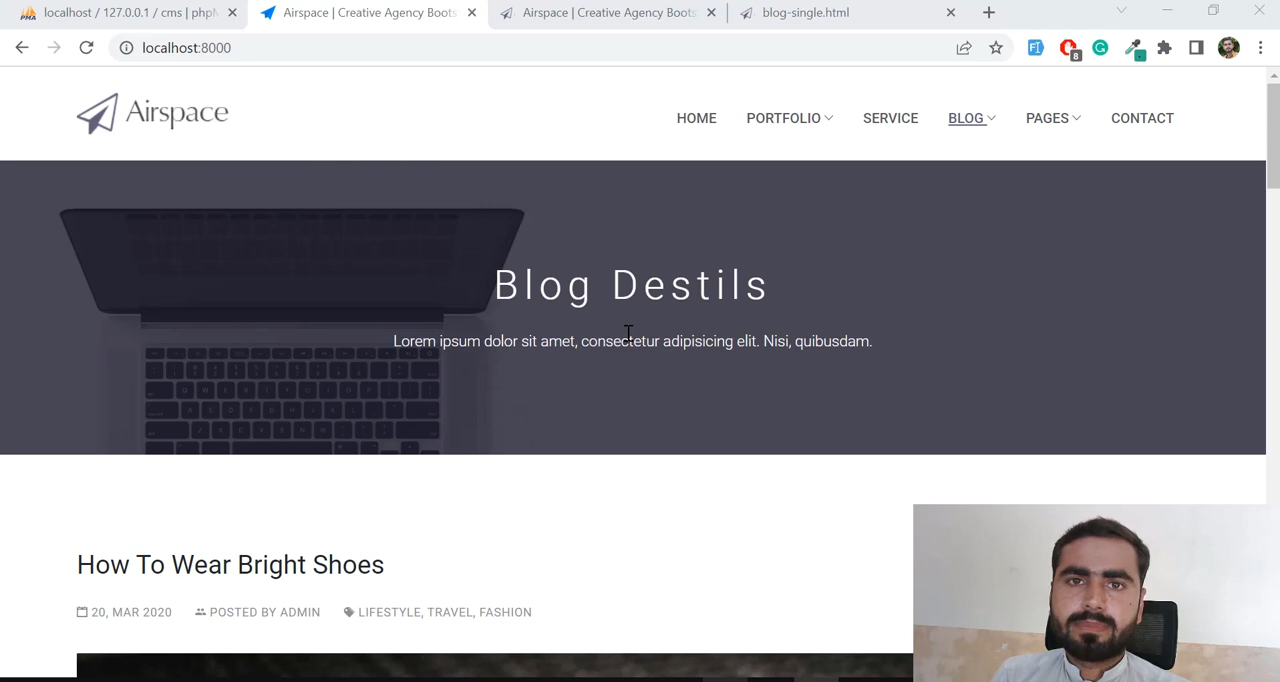 localhost / 127.0.0.1 / cms | phpM
Airspace | Creative Agency Boots
Airspace | Creative Agency Boots
blog-single.html
localhost:8000
8
Airspace
HOME
PORTFOLIO
SERVICE
BLOG
PAGES
CONTACT
Blog Destils
Lorem ipsum dolor sit amet, consectetur adipisicing elit. Nisi, quibusdam.
How To Wear Bright Shoes
20, MAR 2020
POSTED BY ADMIN
LIFESTYLE, TRAVEL, FASHION